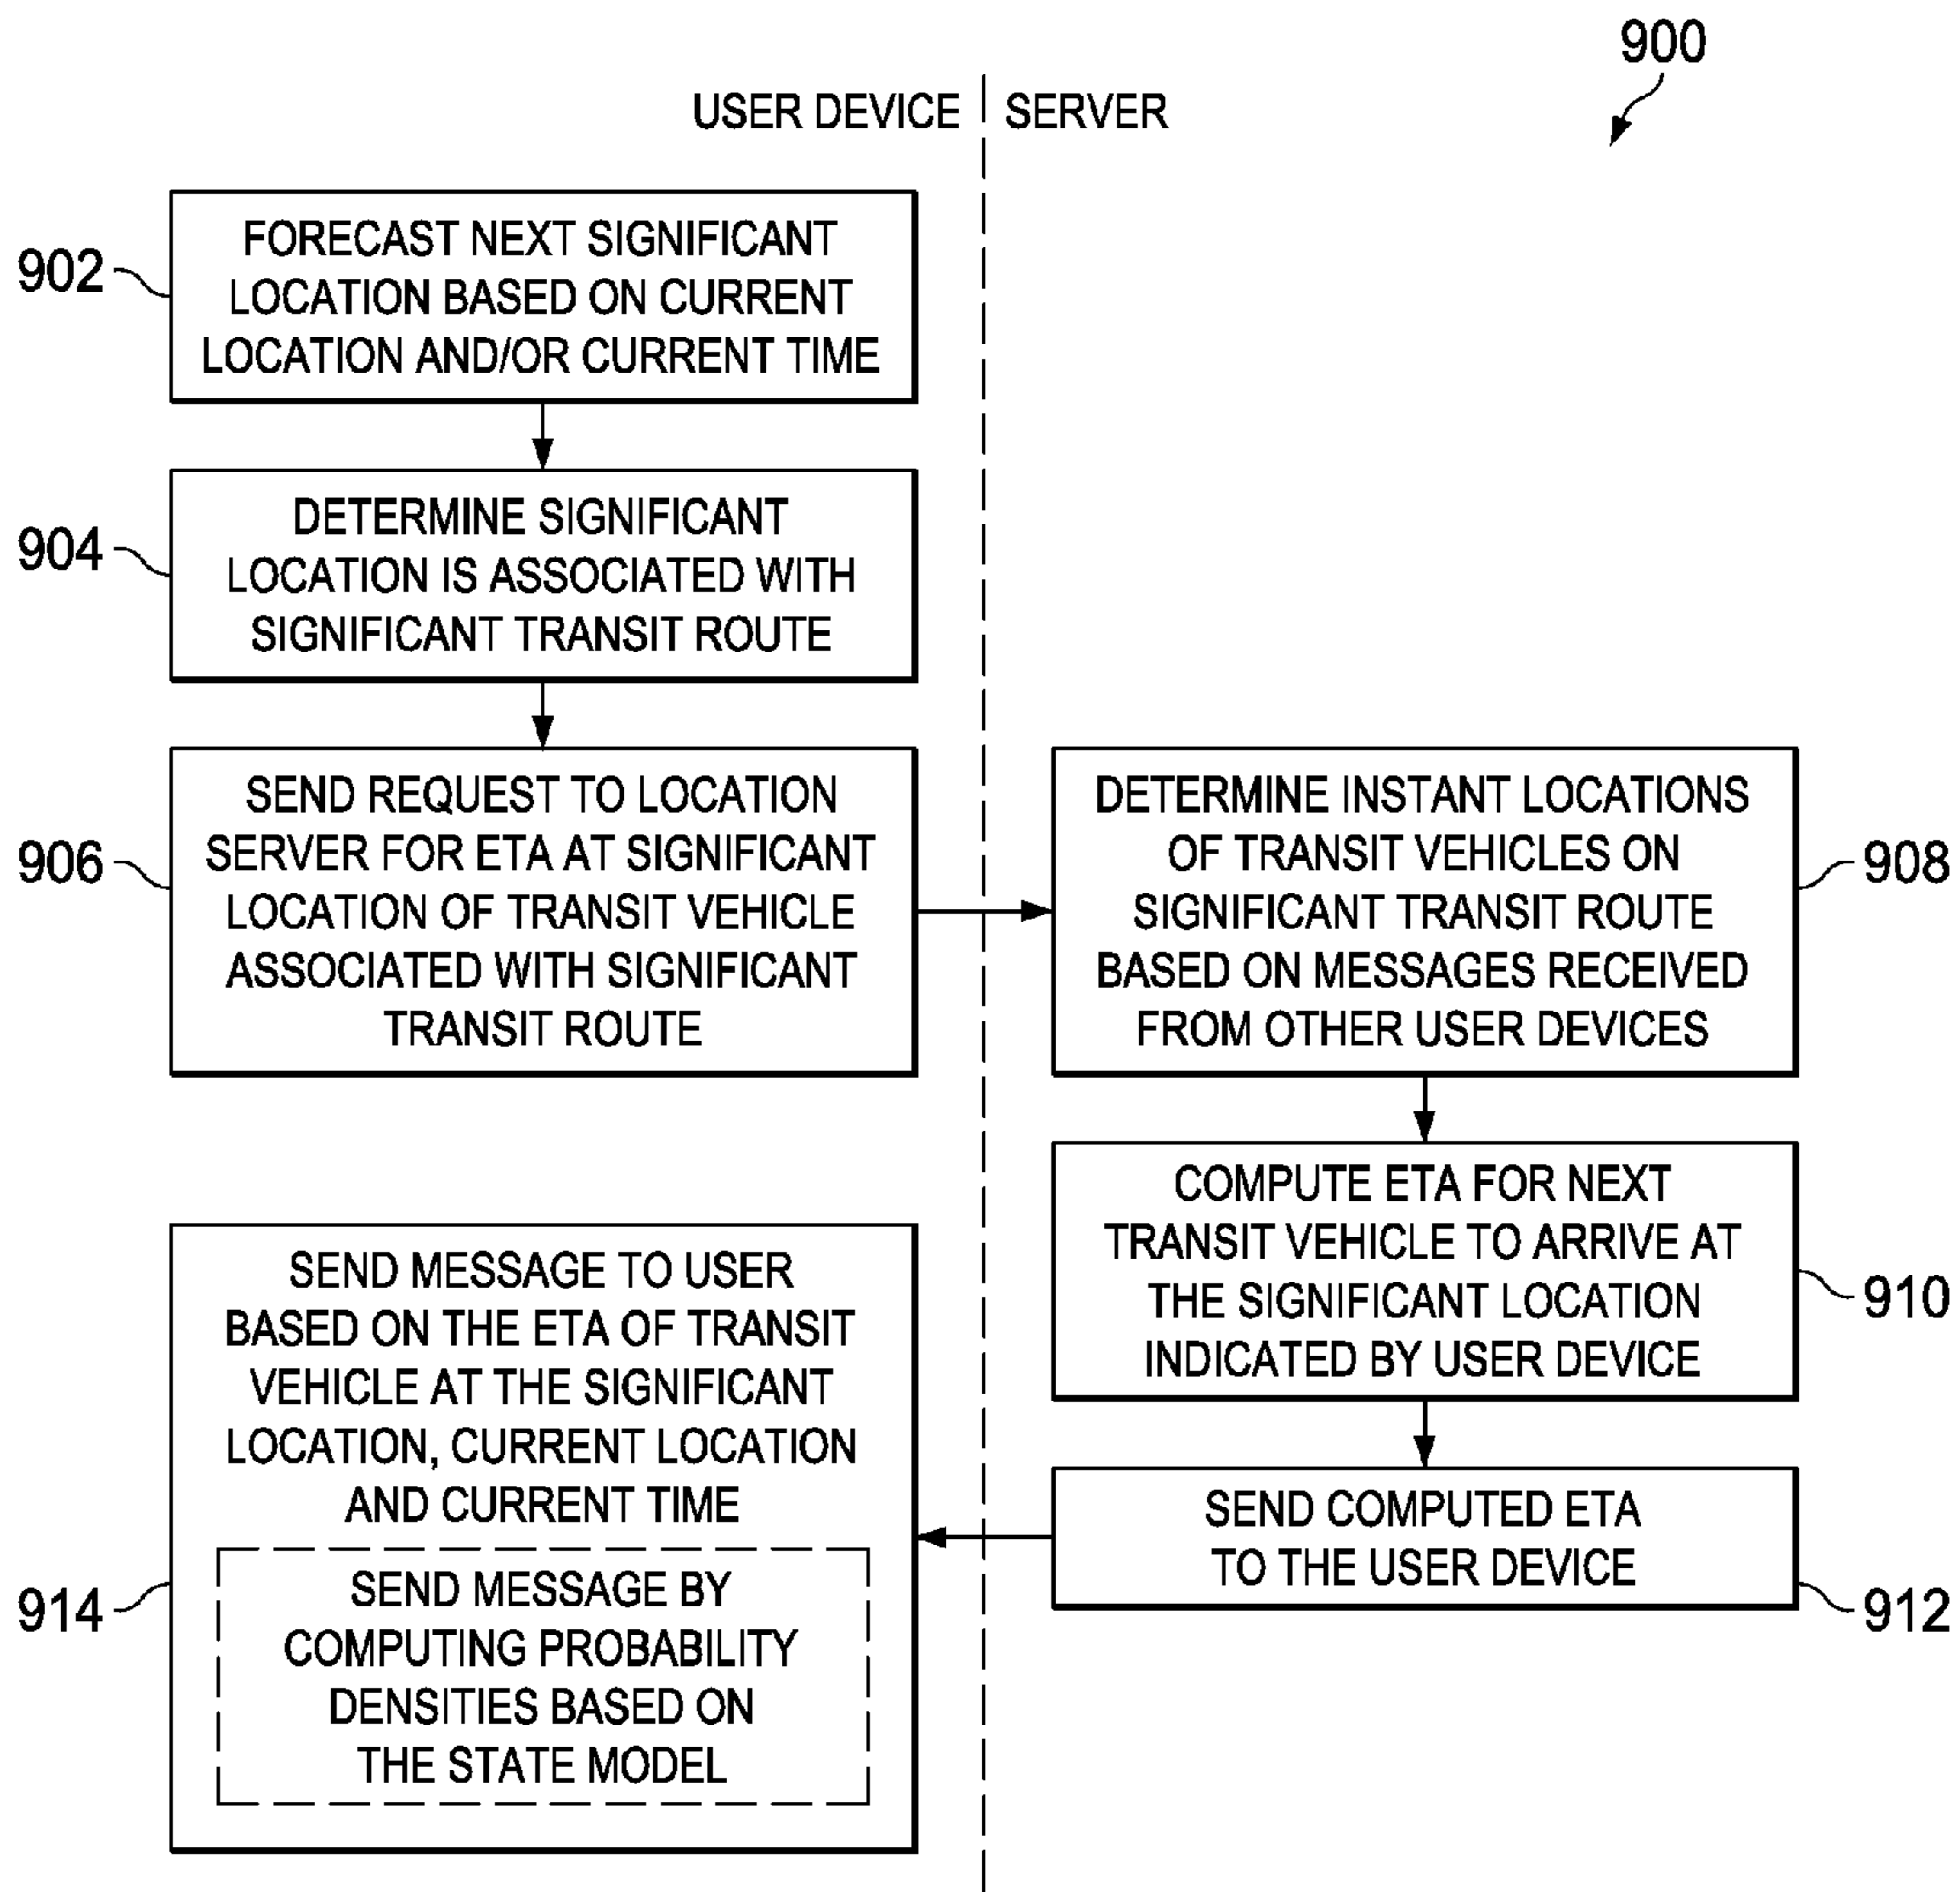 900
USER DEVICE
SERVER
902
FORECAST NEXT SIGNIFICANT
LOCATION BASED ON CURRENT
LOCATION AND/OR CURRENT TIME
904
DETERMINE SIGNIFICANT
LOCATION IS ASSOCIATED WITH
SIGNIFICANT TRANSIT ROUTE
906
SEND REQUEST TO LOCATION
SERVER FOR ETA AT SIGNIFICANT
LOCATION OF TRANSIT VEHICLE
ASSOCIATED WITH SIGNIFICANT
TRANSIT ROUTE
DETERMINE INSTANT LOCATIONS
OF TRANSIT VEHICLES ON
SIGNIFICANT TRANSIT ROUTE
BASED ON MESSAGES RECEIVED
FROM OTHER USER DEVICES
908
COMPUTE ETA FOR NEXT
TRANSIT VEHICLE TO ARRIVE AT
THE SIGNIFICANT LOCATION
INDICATED BY USER DEVICE
910
SEND COMPUTED ETA
TO THE USER DEVICE
912
914
SEND MESSAGE TO USER
BASED ON THE ETA OF TRANSIT
VEHICLE AT THE SIGNIFICANT
LOCATION, CURRENT LOCATION
AND CURRENT TIME
SEND MESSAGE BY
COMPUTING PROBABILITY
DENSITIES BASED ON
THE STATE MODEL